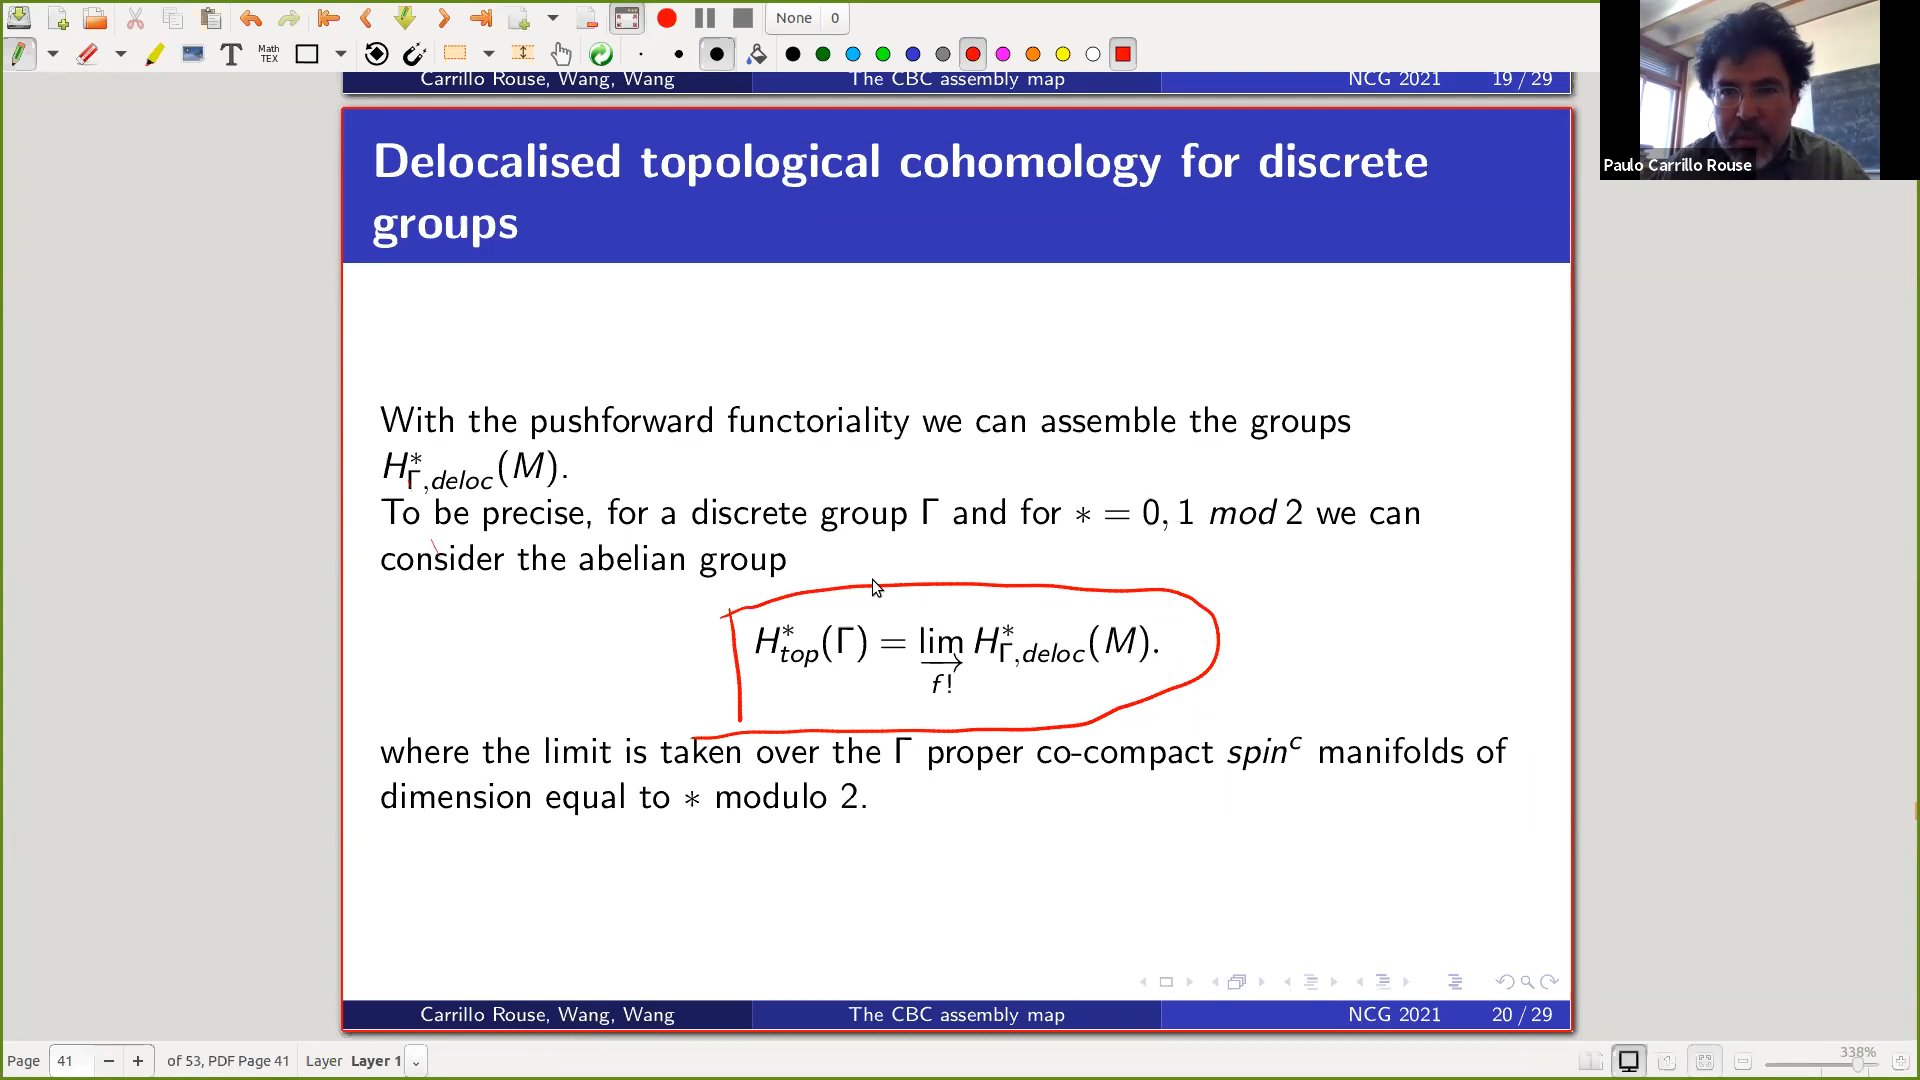 None 0
Math
TEX
Carrillo Rouse, Wang, Wang The CBC assembly map NCG 2021 19 / 29
Paulo Carrillo Rouse
Delocalised topological cohomology for discrete
groups
With the pushforward functoriality we can assemble the groups
H*Γ,deloc(M).
To be precise, for a discrete group Γ and for * = 0, 1 mod 2 we can
consider the abelian group
H*top(Γ) = lim→ f! H*Γ,deloc(M).
where the limit is taken over the Γ proper co-compact spin^c manifolds of
dimension equal to * modulo 2.
Carrillo Rouse, Wang, Wang The CBC assembly map NCG 2021 20 / 29
Page 41 of 53, PDF Page 41 Layer Layer 1 338%